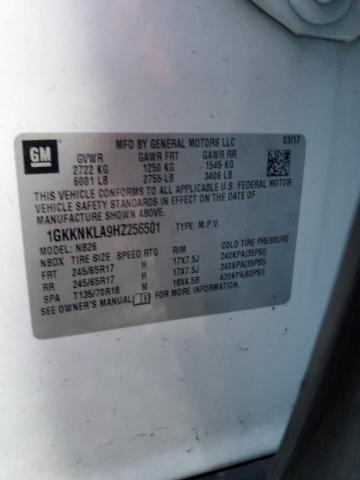 GM
MFD BY GENERAL MOTORS LLC
03/17
GVWR GAWR FRT GAWR RR
2722 KG 1250 KG 1545 KG
6001 LB 2755 LB 3406 LB
THIS VEHICLE CONFORMS TO ALL APPLICABLE U.S. FEDERAL MOTOR
VEHICLE SAFETY STANDARDS IN EFFECT ON THE DATE OF
MANUFACTURE SHOWN ABOVE.
1GKKNKLA9HZ256501 TYPE: M.P.V.
MODEL: NB26
NBDX TIRE SIZE SPEED RTG RIM COLD TIRE PRESSURE
FRT 245/65R17 H 17X7.5J 240KPA(35PSI)
RR 245/65R17 H 17X7.5J 240KPA(35PSI)
SPA T135/70R18 M 18X4.5B 420KPA(60PSI)
SEE OWNER'S MANUAL